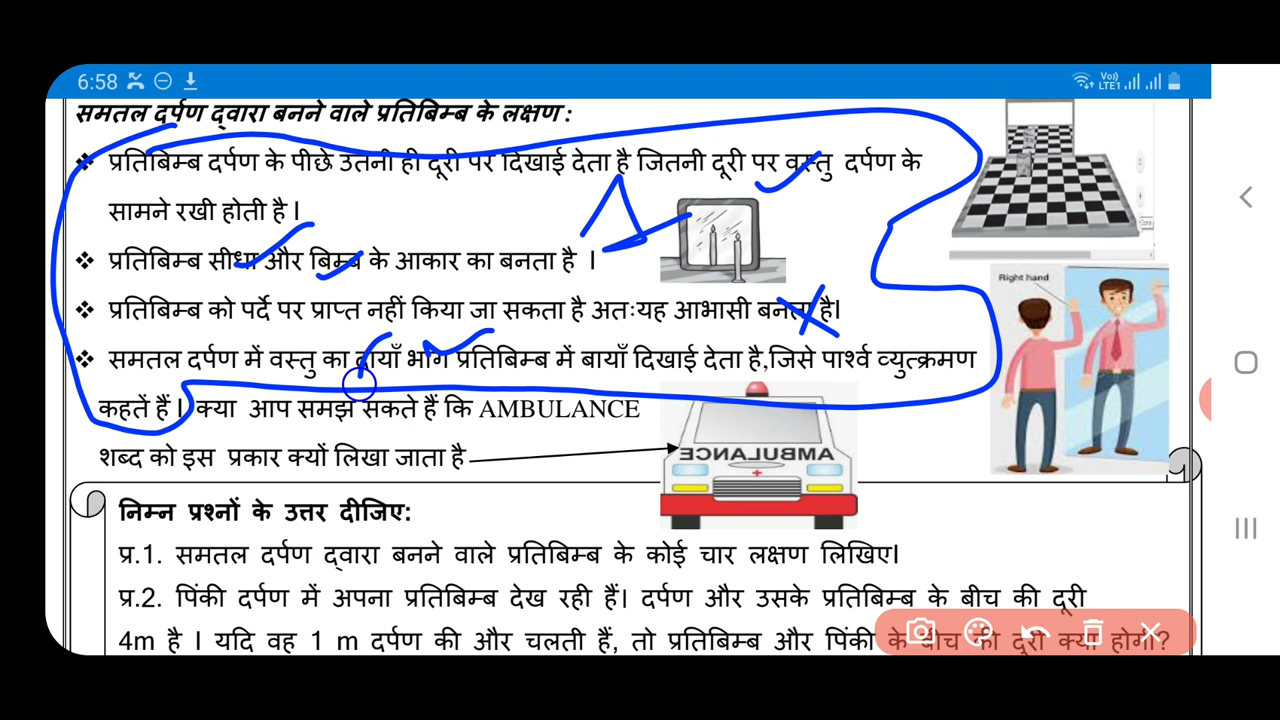 6:58
Vo)) LTE1
समतल दर्पण द्वारा बनने वाले प्रतिबिम्ब के लक्षण :
❖ प्रतिबिम्ब दर्पण के पीछे उतनी ही दूरी पर दिखाई देता है जितनी दूरी पर वस्तु दर्पण के
सामने रखी होती है ।
❖ प्रतिबिम्ब सीधा और बिम्ब के आकार का बनता है ।
❖ प्रतिबिम्ब को पर्दे पर प्राप्त नहीं किया जा सकता है अतःयह आभासी बनता है।
Right hand
❖ समतल दर्पण में वस्तु का दायाँ भाग प्रतिबिम्ब में बायाँ दिखाई देता है,जिसे पार्श्व व्युत्क्रमण
कहतें हैं । क्या आप समझ सकते हैं कि AMBULANCE
शब्द को इस प्रकार क्यों लिखा जाता है
AMBULANCE
निम्न प्रश्नों के उत्तर दीजिए:
प्र.1. समतल दर्पण द्वारा बनने वाले प्रतिबिम्ब के कोई चार लक्षण लिखिए।
प्र.2. पिंकी दर्पण में अपना प्रतिबिम्ब देख रही हैं। दर्पण और उसके प्रतिबिम्ब के बीच की दूरी
4m है । यदि वह 1 m दर्पण की और चलती हैं, तो प्रतिबिम्ब और पिंकी के बीच की दूरी क्या होगी?